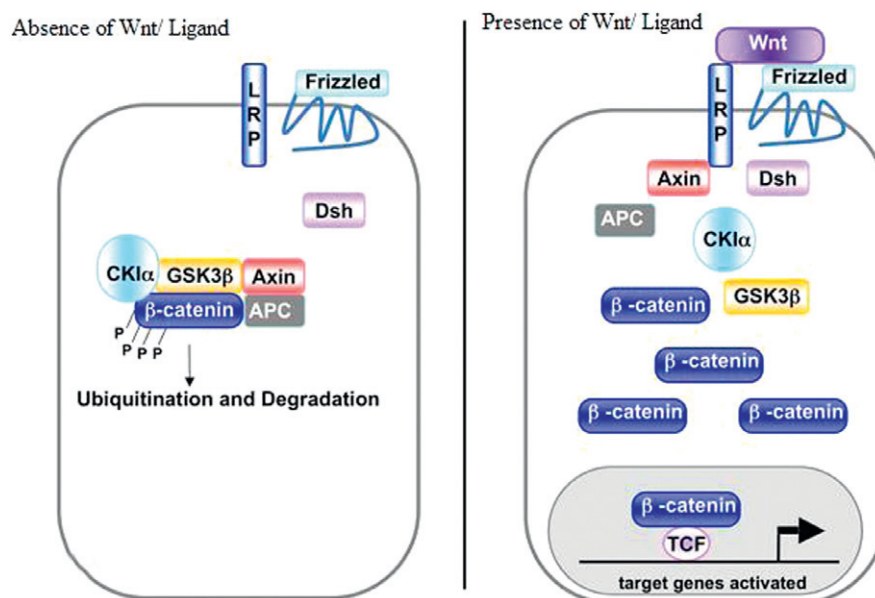 Absence of Wnt/ Ligand
LRP
Frizzled
Dsh
CKIα
GSK3β
Axin
β-catenin
APC
P
P P P
Ubiquitination and Degradation
Presence of Wnt/ Ligand
Wnt
LRP
Frizzled
Axin
Dsh
APC
CKIα
GSK3β
β-catenin
β -catenin
β -catenin
β -catenin
β -catenin
TCF
target genes activated